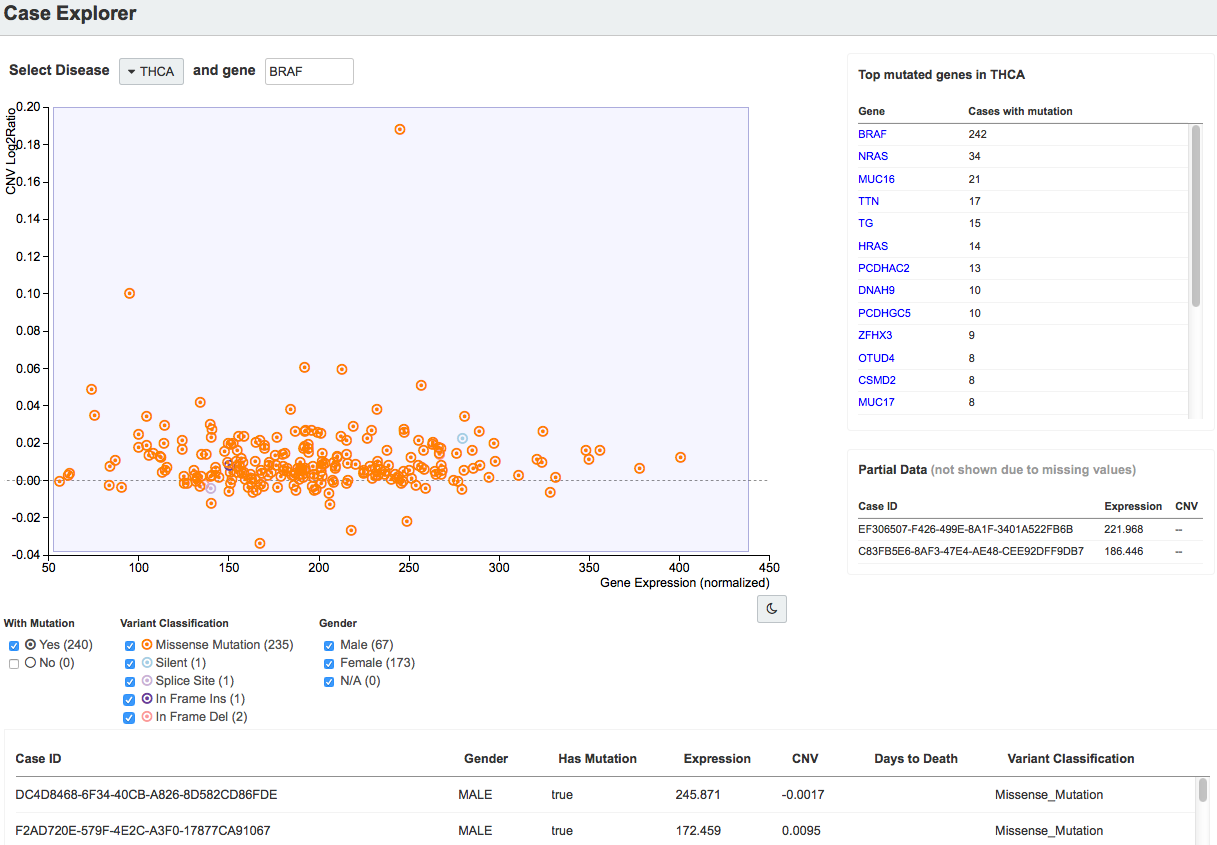 Case Explorer
Select Disease THCA and gene BRAF
CNV Log2Ratio
0.20
0.18
0.16
0.14
0.12
0.10
0.08
0.06
0.04
0.02
-0.00
-0.02
-0.04
50 100 150 200 250 300 350 400 450
Gene Expression (normalized)
With Mutation
Yes (240)
No (0)
Variant Classification
Missense Mutation (235)
Silent (1)
Splice Site (1)
In Frame Ins (1)
In Frame Del (2)
Gender
Male (67)
Female (173)
N/A (0)
Top mutated genes in THCA
Gene Cases with mutation
BRAF 242
NRAS 34
MUC16 21
TTN 17
TG 15
HRAS 14
PCDHAC2 13
DNAH9 10
PCDHGC5 10
ZFHX3 9
OTUD4 8
CSMD2 8
MUC17 8
Partial Data (not shown due to missing values)
Case ID Expression CNV
EF306507-F426-499E-8A1F-3401A522FB6B 221.968 --
C83FB5E6-8AF3-47E4-AE48-CEE92DFF9DB7 186.446 --
Case ID Gender Has Mutation Expression CNV Days to Death Variant Classification
DC4D8468-6F34-40CB-A826-8D582CD86FDE MALE true 245.871 -0.0017 Missense_Mutation
F2AD720E-579F-4E2C-A3F0-17877CA91067 MALE true 172.459 0.0095 Missense_Mutation